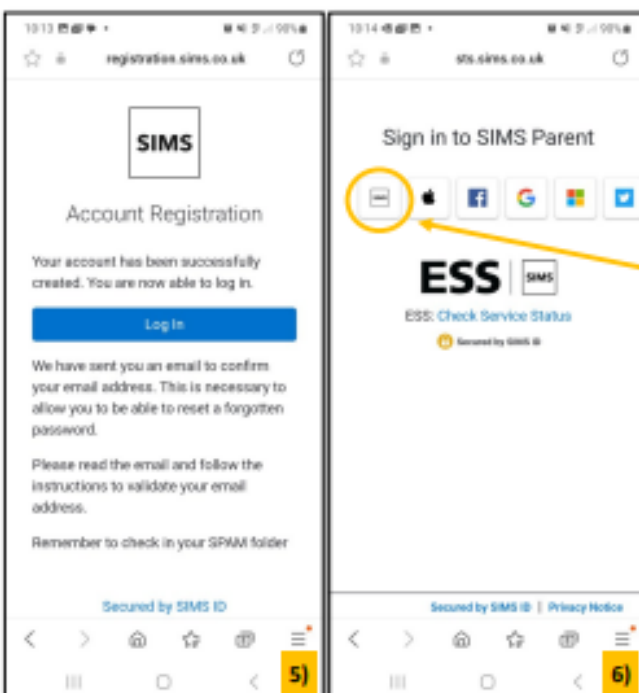 10:13
98%
registration.sims.co.uk
SIMS
Account Registration
Your account has been successfully
created. You are now able to log in.
Log In
We have sent you an email to confirm
your email address. This is necessary to
allow you to be able to reset a forgotten
password.
Please read the email and follow the
instructions to validate your email
address.
Remember to check in your SPAM folder
Secured by SIMS ID
5)
10:14
98%
sts.sims.co.uk
Sign in to SIMS Parent
ESS SIMS
ESS: Check Service Status
Secured by SIMS ID
Secured by SIMS ID | Privacy Notice
6)